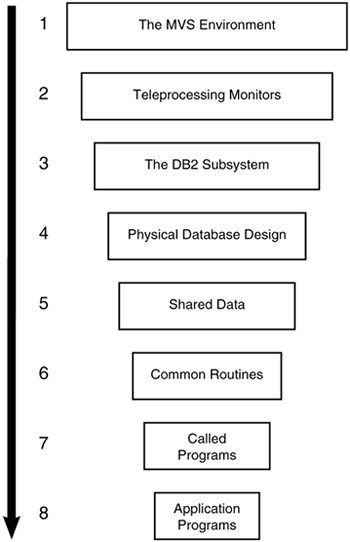 1 The MVS Environment
2 Teleprocessing Monitors
3 The DB2 Subsystem
4 Physical Database Design
5 Shared Data
6 Common Routines
7 Called
Programs
8 Application
Programs